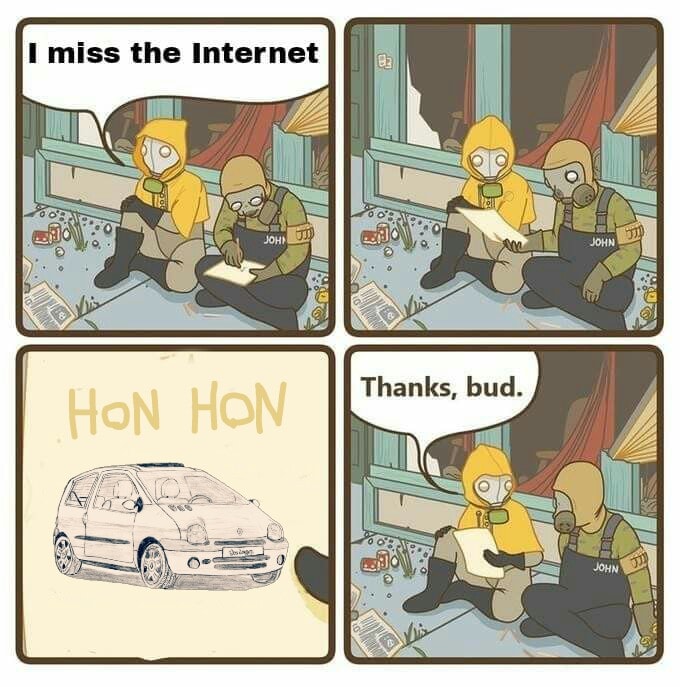 I miss the Internet
JOHN
JOHN
HON HON
Thanks, bud.
JOHN